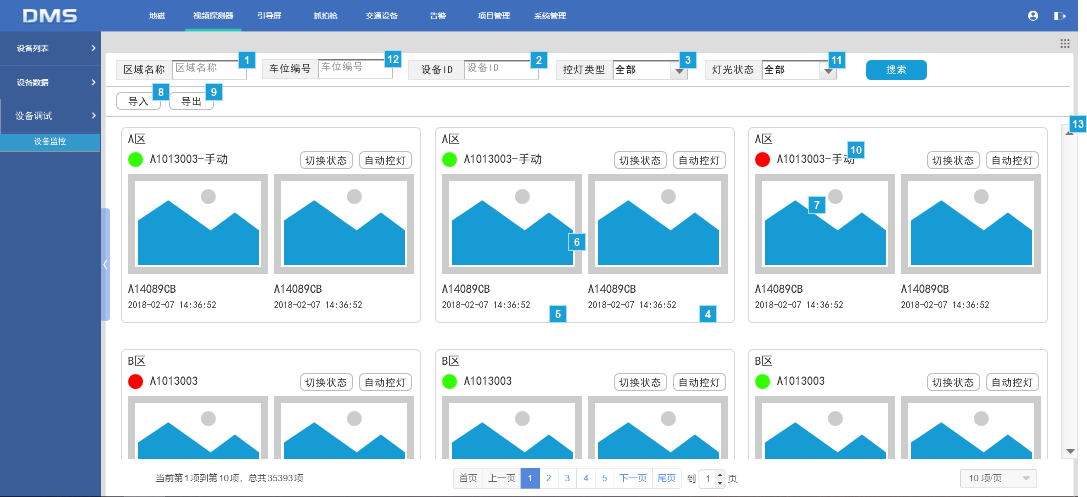 DMS 地磁 视频探测器 引导屏 抓拍枪 交通设备 告警 项目管理 系统管理
设备列表
设备数据
设备调试
设备监控
区域名称 区域名称 1 车位编号 车位编号 12 设备ID 设备ID 2 控灯类型 全部 3 灯光状态 全部 11 搜索
导入 8 导出 9
13
A区
A1013003-手动 切换状态 自动控灯
A14089CB A14089CB
2018-02-07 14:36:52 2018-02-07 14:36:52
A区
A1013003-手动 切换状态 自动控灯
6
A14089CB A14089CB
2018-02-07 14:36:52 2018-02-07 14:36:52
5 4
A区
A1013003-手动 10 切换状态 自动控灯
7
A14089CB A14089CB
2018-02-07 14:36:52 2018-02-07 14:36:52
B区
A1013003 切换状态 自动控灯
B区
A1013003 切换状态 自动控灯
B区
A1013003 切换状态 自动控灯
当前第1项到第10项，总共35393项 首页 上一页 1 2 3 4 5 下一页 尾页 到 1 页 10 项/页